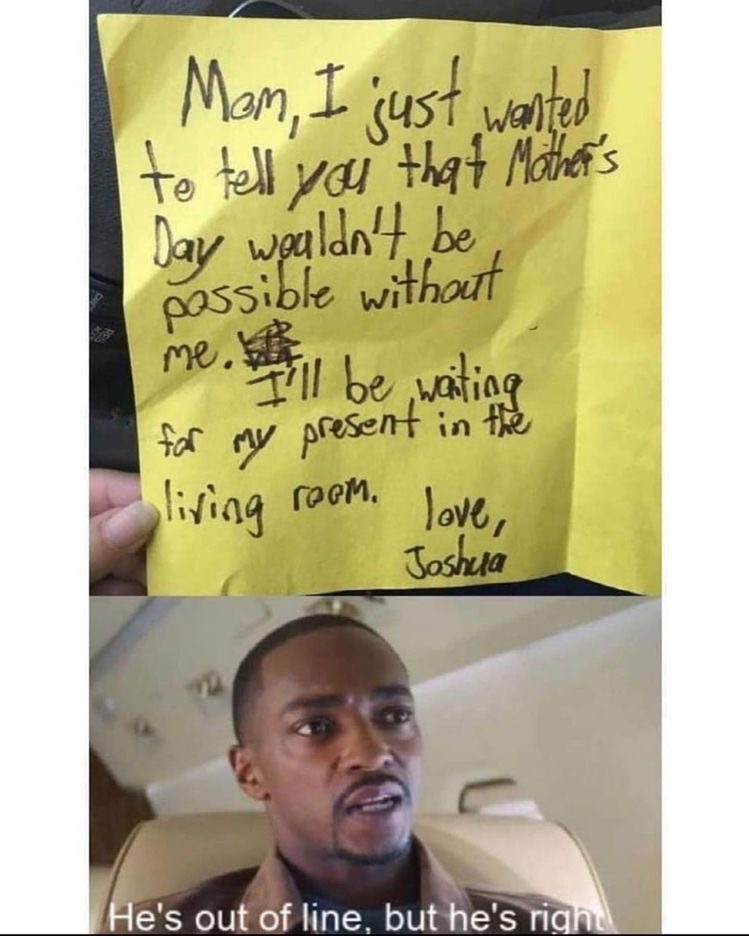 Mom, I just wanted
to tell you that Mother's
Day wouldn't be
possible without
me.
I'll be waiting
for my present in the
living room.
love,
Joshua
He's out of line, but he's right